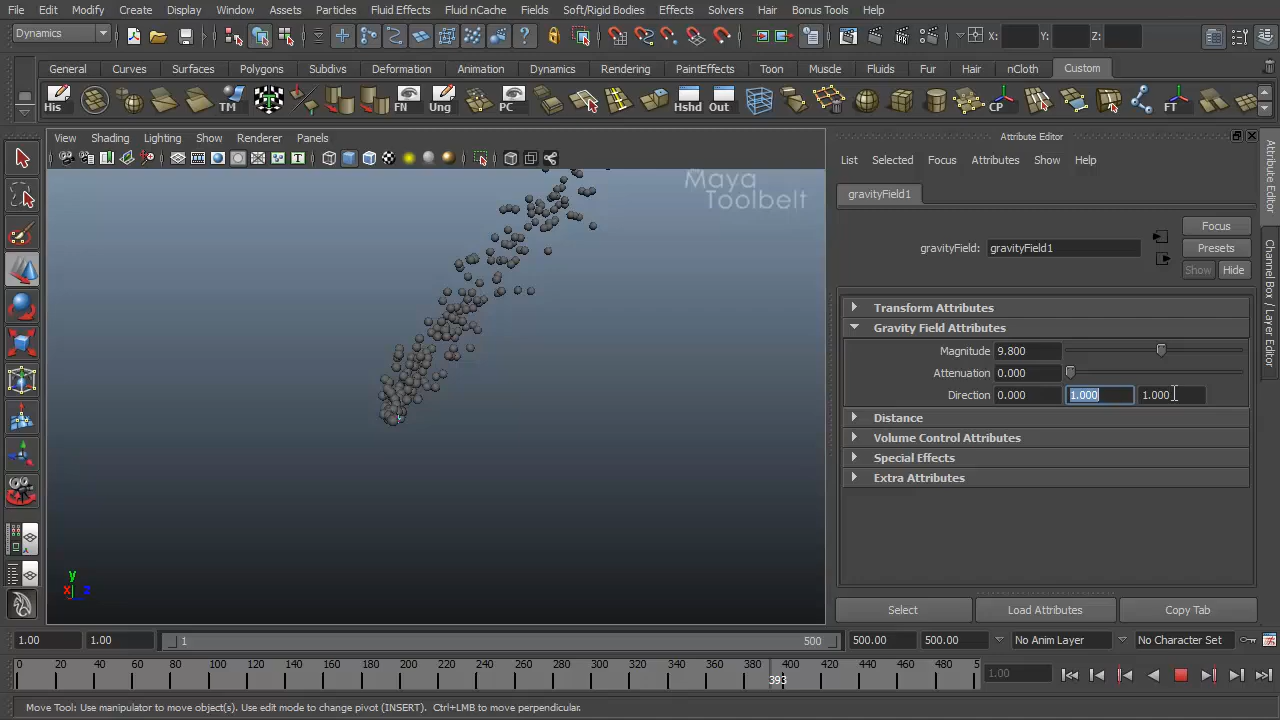 File Edit Modify Create Display Window Assets Particles Fluid Effects Fluid nCache Fields Soft/Rigid Bodies Effects Solvers Hair Bonus Tools Help
Dynamics X: Y: Z:
General Curves Surfaces Polygons Subdivs Deformation Animation Dynamics Rendering PaintEffects Toon Muscle Fluids Fur Hair nCloth Custom
His TM FN Ung PC Hshd Out CP FT
View Shading Lighting Show Renderer Panels
Attribute Editor
List Selected Focus Attributes Show Help
Maya
Toolbelt
gravityField1
Focus
gravityField: gravityField1 Presets
Show Hide
Transform Attributes
Gravity Field Attributes
Magnitude 9.800
Attenuation 0.000
Direction 0.000 1.000 1.000
Distance
Volume Control Attributes
Special Effects
Extra Attributes
Attribute Editor
Channel Box / Layer Editor
y
x z
Select Load Attributes Copy Tab
1.00 1.00 1 500 500.00 500.00 No Anim Layer No Character Set
0 20 40 60 80 100 120 140 160 180 200 220 240 260 280 300 320 340 360 380 400 420 440 460 480 5
393 1.00
Move Tool: Use manipulator to move object(s). Use edit mode to change pivot (INSERT). Ctrl+LMB to move perpendicular.